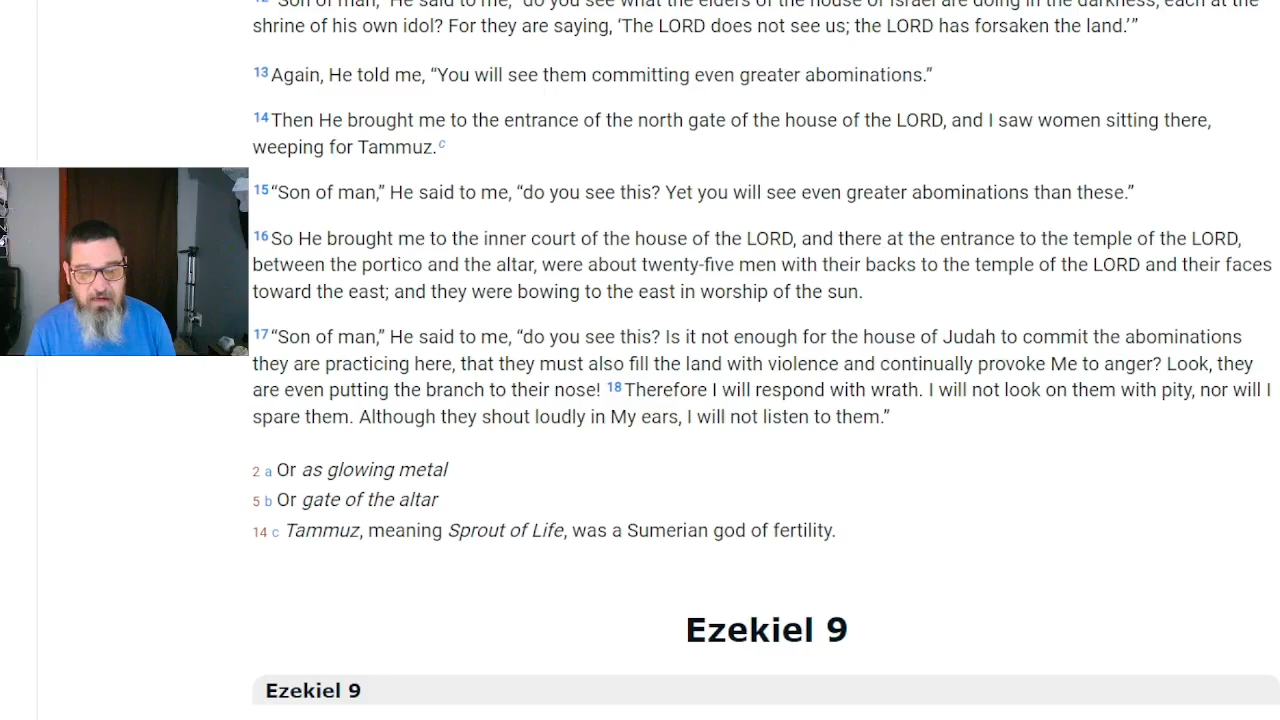 12 “Son of man,” He said to me, “do you see what the elders of the house of Israel are doing in the darkness, each at the
shrine of his own idol? For they are saying, ‘The LORD does not see us; the LORD has forsaken the land.’”
13 Again, He told me, “You will see them committing even greater abominations.”
14 Then He brought me to the entrance of the north gate of the house of the LORD, and I saw women sitting there,
weeping for Tammuz. c
15 “Son of man,” He said to me, “do you see this? Yet you will see even greater abominations than these.”
16 So He brought me to the inner court of the house of the LORD, and there at the entrance to the temple of the LORD,
between the portico and the altar, were about twenty-five men with their backs to the temple of the LORD and their faces
toward the east; and they were bowing to the east in worship of the sun.
17 “Son of man,” He said to me, “do you see this? Is it not enough for the house of Judah to commit the abominations
they are practicing here, that they must also fill the land with violence and continually provoke Me to anger? Look, they
are even putting the branch to their nose! 18 Therefore I will respond with wrath. I will not look on them with pity, nor will I
spare them. Although they shout loudly in My ears, I will not listen to them.”
2 a Or as glowing metal
5 b Or gate of the altar
14 c Tammuz, meaning Sprout of Life, was a Sumerian god of fertility.
Ezekiel 9
Ezekiel 9